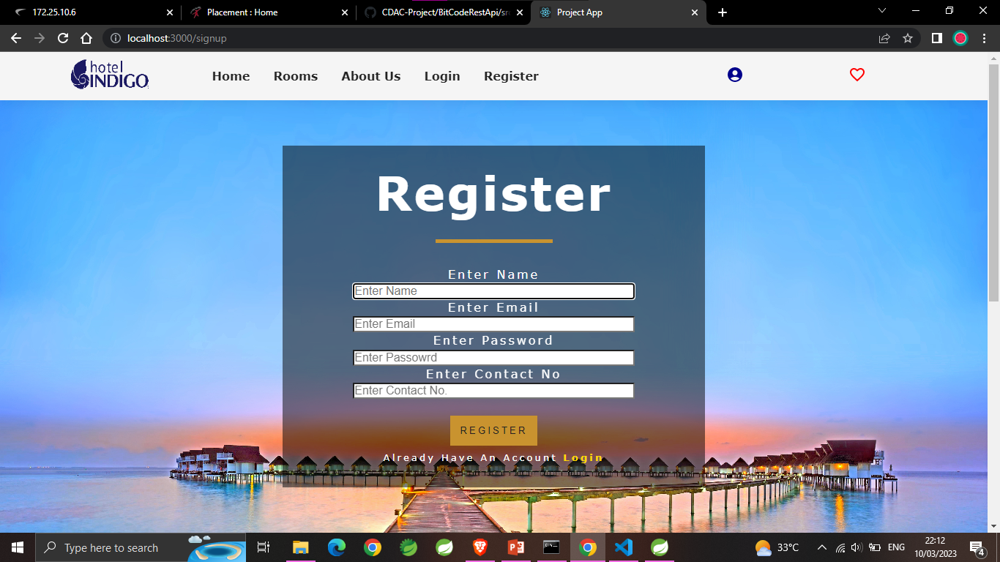 172.25.10.6
Placement : Home
CDAC-Project/BitCodeRestApi/src
Project App
localhost:3000/signup
hotel
INDIGO
Home Rooms About Us Login Register
Register
Enter Name
Enter Name
Enter Email
Enter Email
Enter Password
Enter Passowrd
Enter Contact No
Enter Contact No.
REGISTER
Already Have An Account Login
Type here to search
33°C
ENG
22:12
10/03/2023
4